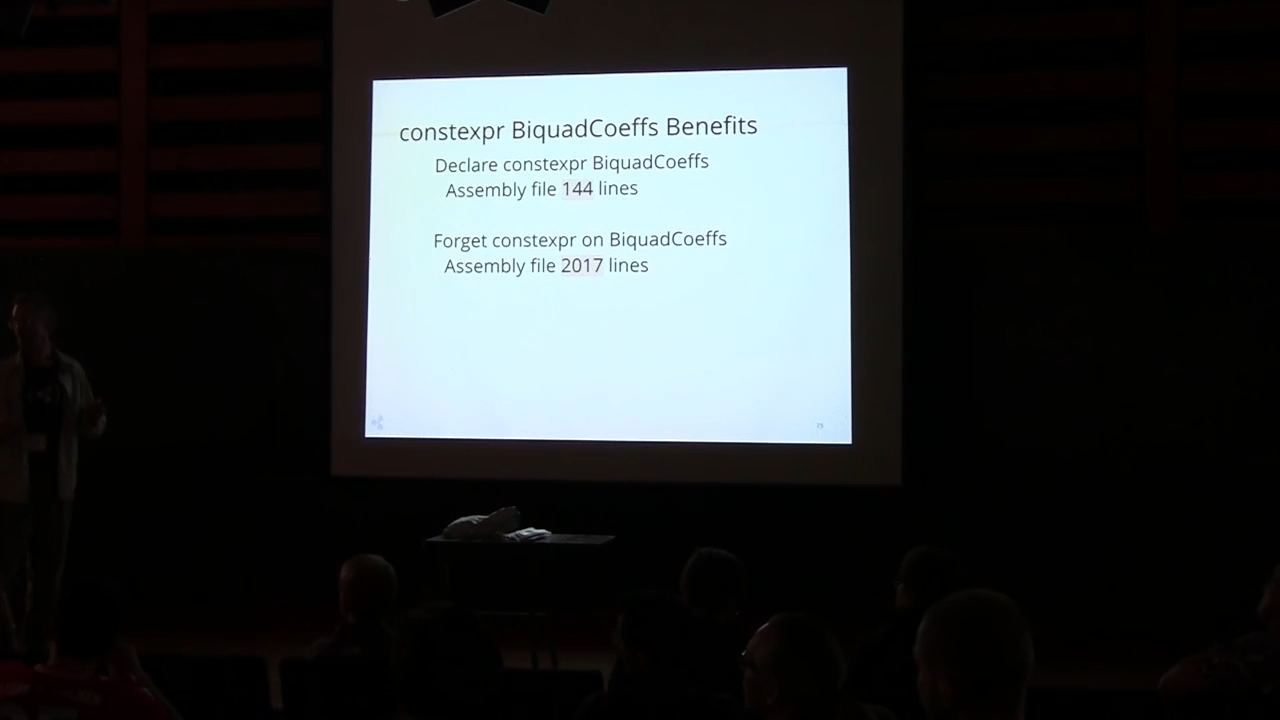 constexpr BiquadCoeffs Benefits
Declare constexpr BiquadCoeffs
Assembly file 144 lines
Forget constexpr on BiquadCoeffs
Assembly file 2017 lines